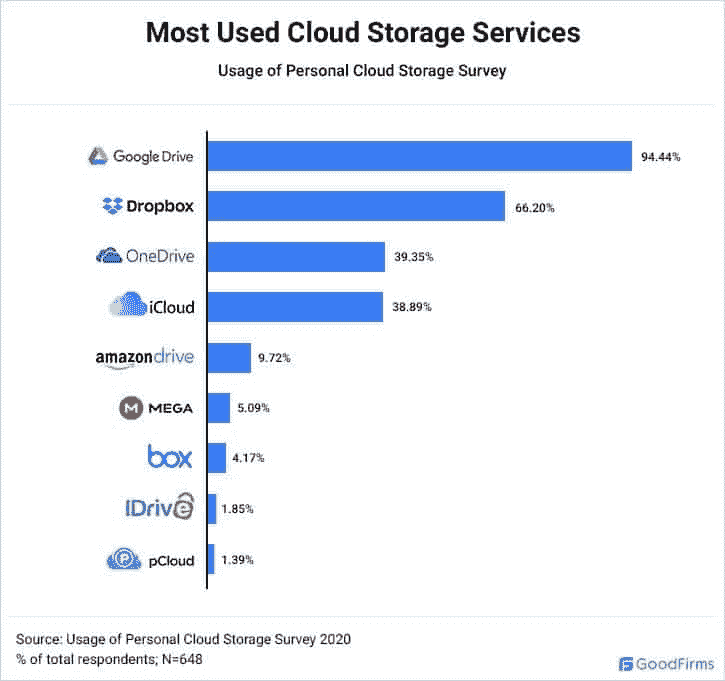 Most Used Cloud Storage Services
Usage of Personal Cloud Storage Survey
Google Drive 94.44%
Dropbox 66.20%
OneDrive 39.35%
iCloud 38.89%
amazondrive 9.72%
M MEGA 5.09%
box 4.17%
IDrive 1.85%
P pCloud 1.39%
Source: Usage of Personal Cloud Storage Survey 2020
% of total respondents; N=648
GoodFirms